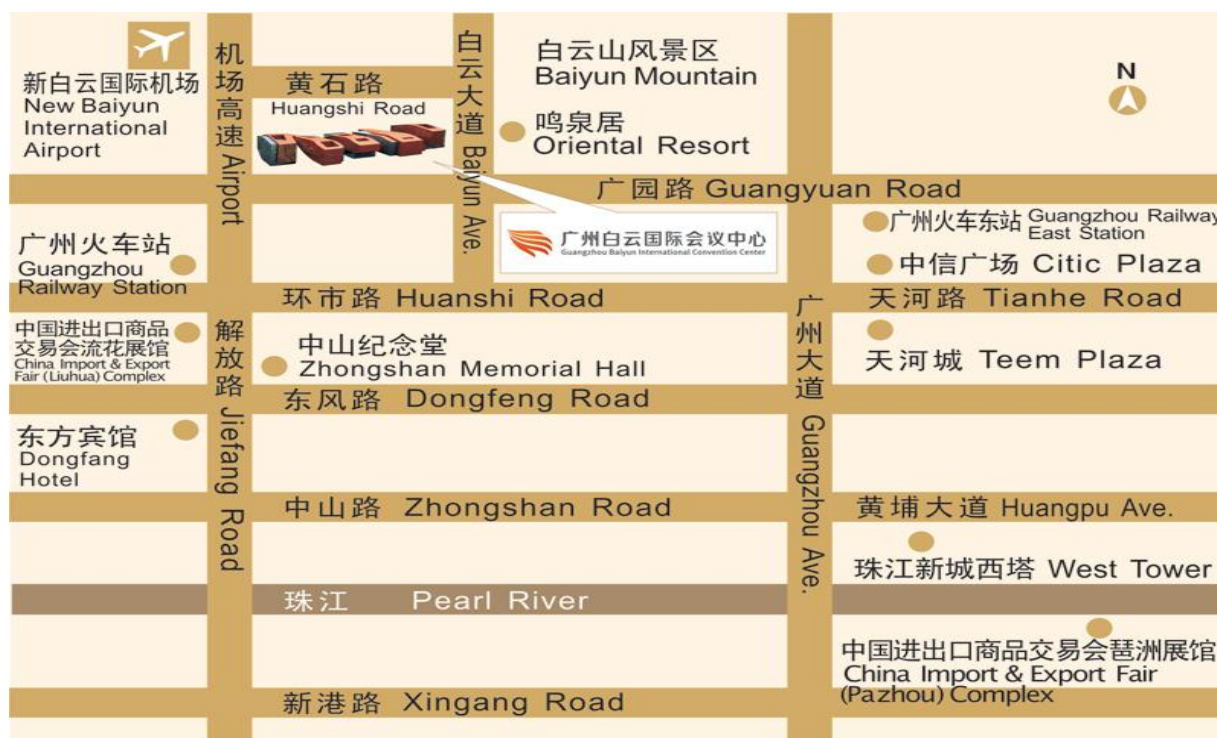 新白云国际机场
New Baiyun
International
Airport
机场高速 Airport
黄石路
Huangshi Road
白云大道 Baiyun Ave.
白云山风景区
Baiyun Mountain
鸣泉居
Oriental Resort
N
广园路 Guangyuan Road
广州白云国际会议中心
Guangzhou Baiyun International Convention Center
广州火车东站 Guangzhou Railway
East Station
中信广场 Citic Plaza
广州火车站
Guangzhou
Railway Station
环市路 Huanshi Road
天河路 Tianhe Road
中国进出口商品
交易会流花展馆
China Import & Export
Fair (Liuhua) Complex
解放路 Jiefang Road
中山纪念堂
Zhongshan Memorial Hall
广州大道 Guangzhou Ave.
天河城 Teem Plaza
东风路 Dongfeng Road
东方宾馆
Dongfang
Hotel
中山路 Zhongshan Road
黄埔大道 Huangpu Ave.
珠江新城西塔 West Tower
珠江 Pearl River
中国进出口商品交易会琶洲展馆
China Import & Export Fair
(Pazhou) Complex
新港路 Xingang Road